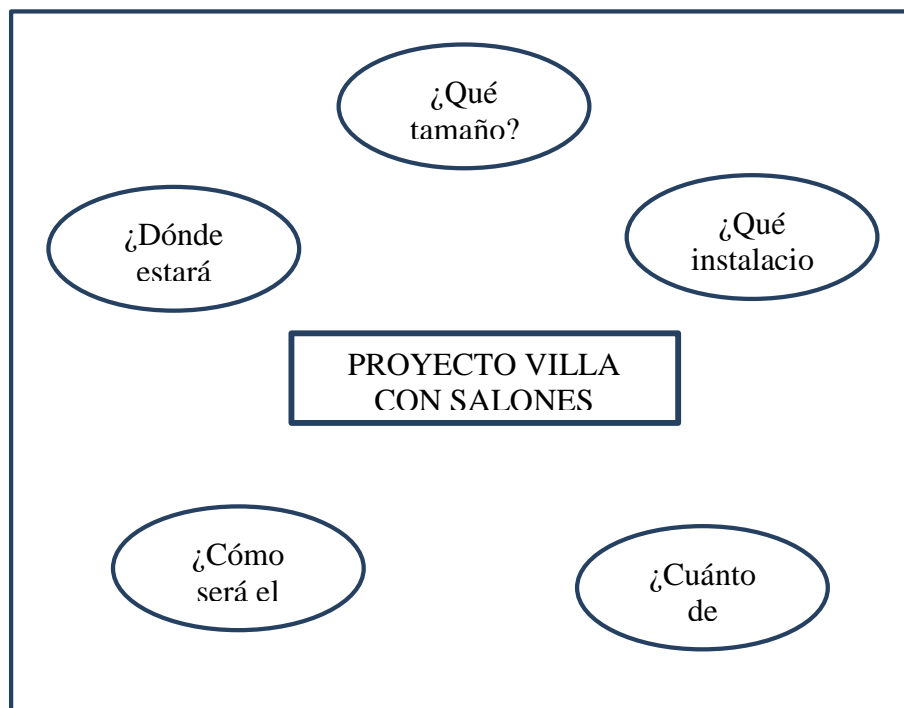 ¿Qué
tamaño?
¿Dónde
estará
¿Qué
instalacio
PROYECTO VILLA
CON SALONES
¿Cómo
será el
¿Cuánto
de